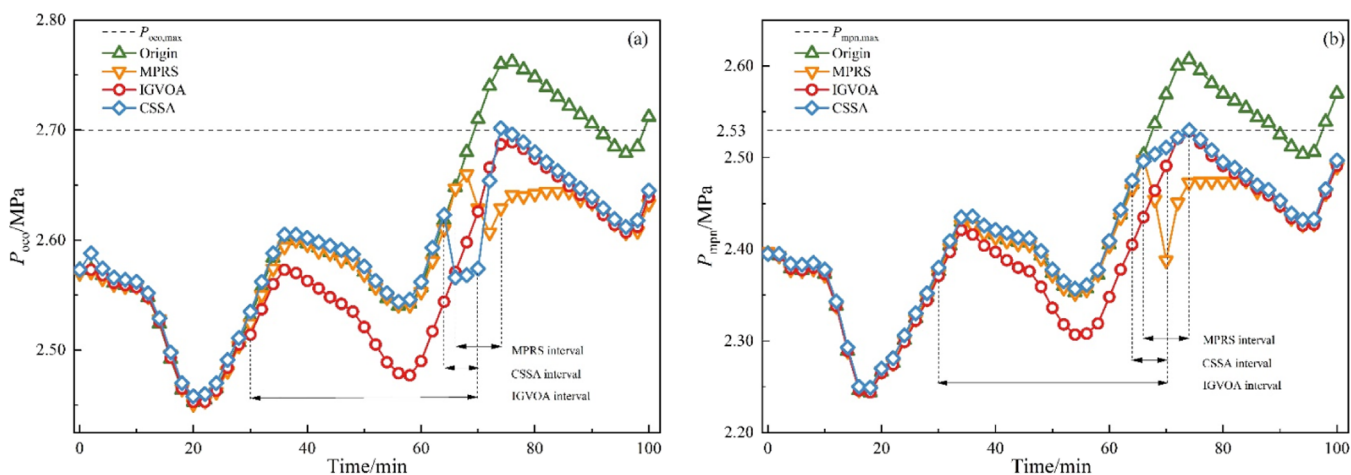 2.80
2.70
2.60
2.50
P_oco/MPa
P_oco,max
Origin
MPRS
IGVOA
CSSA
(a)
MPRS interval
CSSA interval
IGVOA interval
0 20 40 60 80 100
Time/min
2.60
2.53
2.50
2.40
2.30
2.20
P_mpn/MPa
P_mpn,max
Origin
MPRS
IGVOA
CSSA
(b)
MPRS interval
CSSA interval
IGVOA interval
0 20 40 60 80 100
Time/min